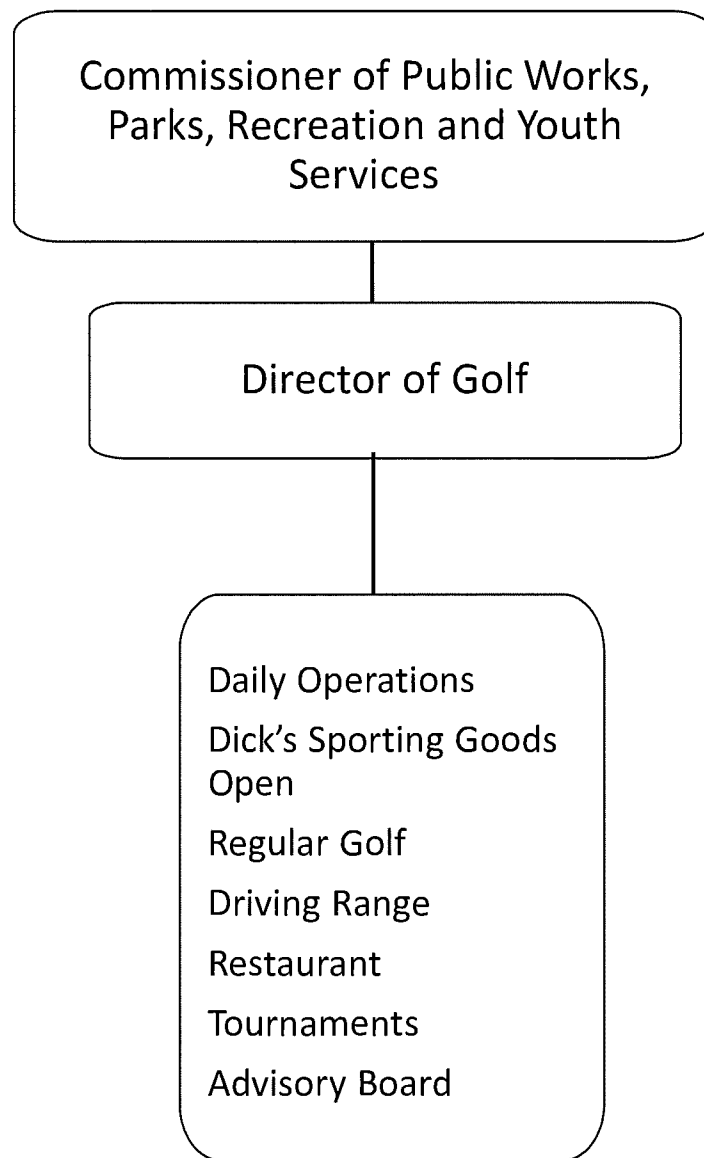 Commissioner of Public Works,
Parks, Recreation and Youth
Services
Director of Golf
Daily Operations
Dick’s Sporting Goods
Open
Regular Golf
Driving Range
Restaurant
Tournaments
Advisory Board